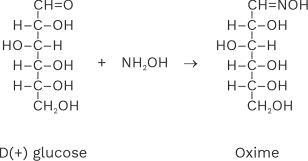 CH=O CH=NOH
H–C–OH H–C–OH
HO–C–H HO–C–H
H–C–OH + NH₂OH → H–C–OH
H–C–OH H–C–OH
CH₂OH CH₂OH
D(+) glucose Oxime